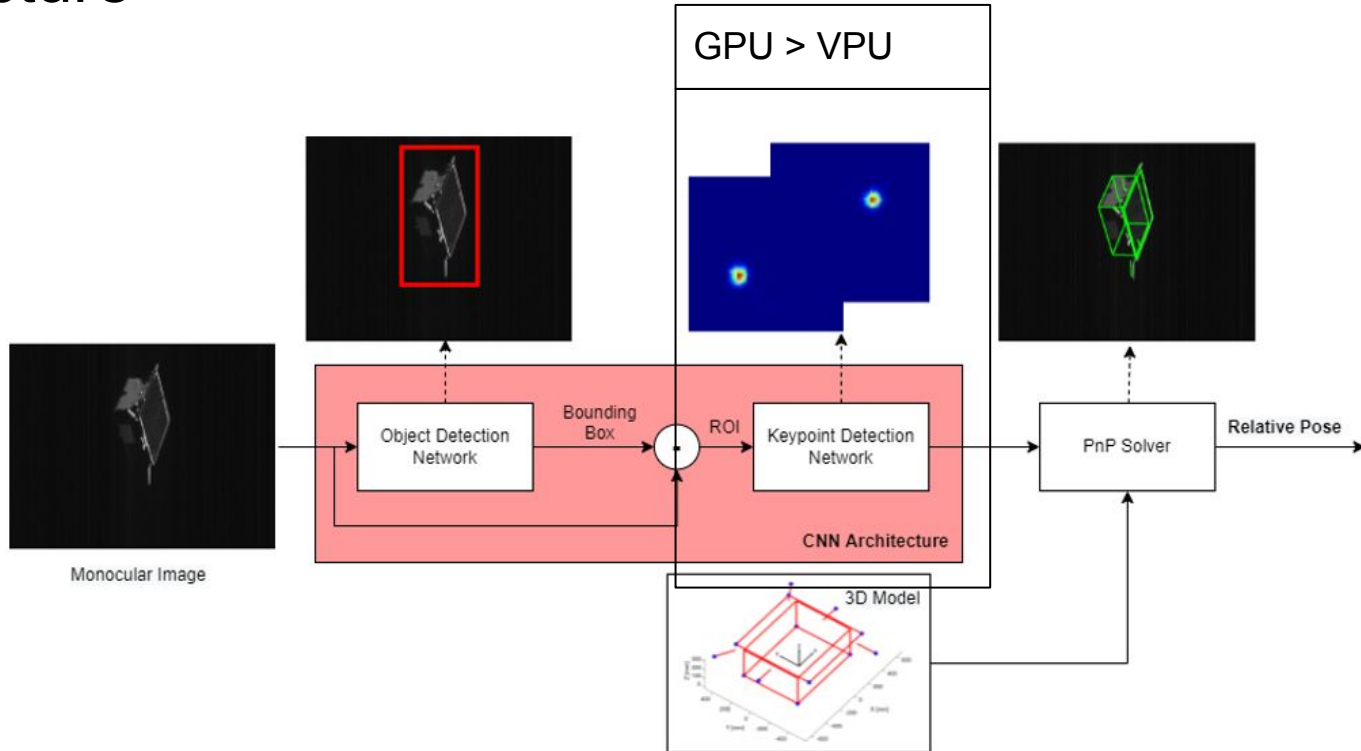 GPU > VPU
Bounding
Box
ROI
Object Detection
Network
Keypoint Detection
Network
PnP Solver
Relative Pose
CNN Architecture
Monocular Image
3D Model